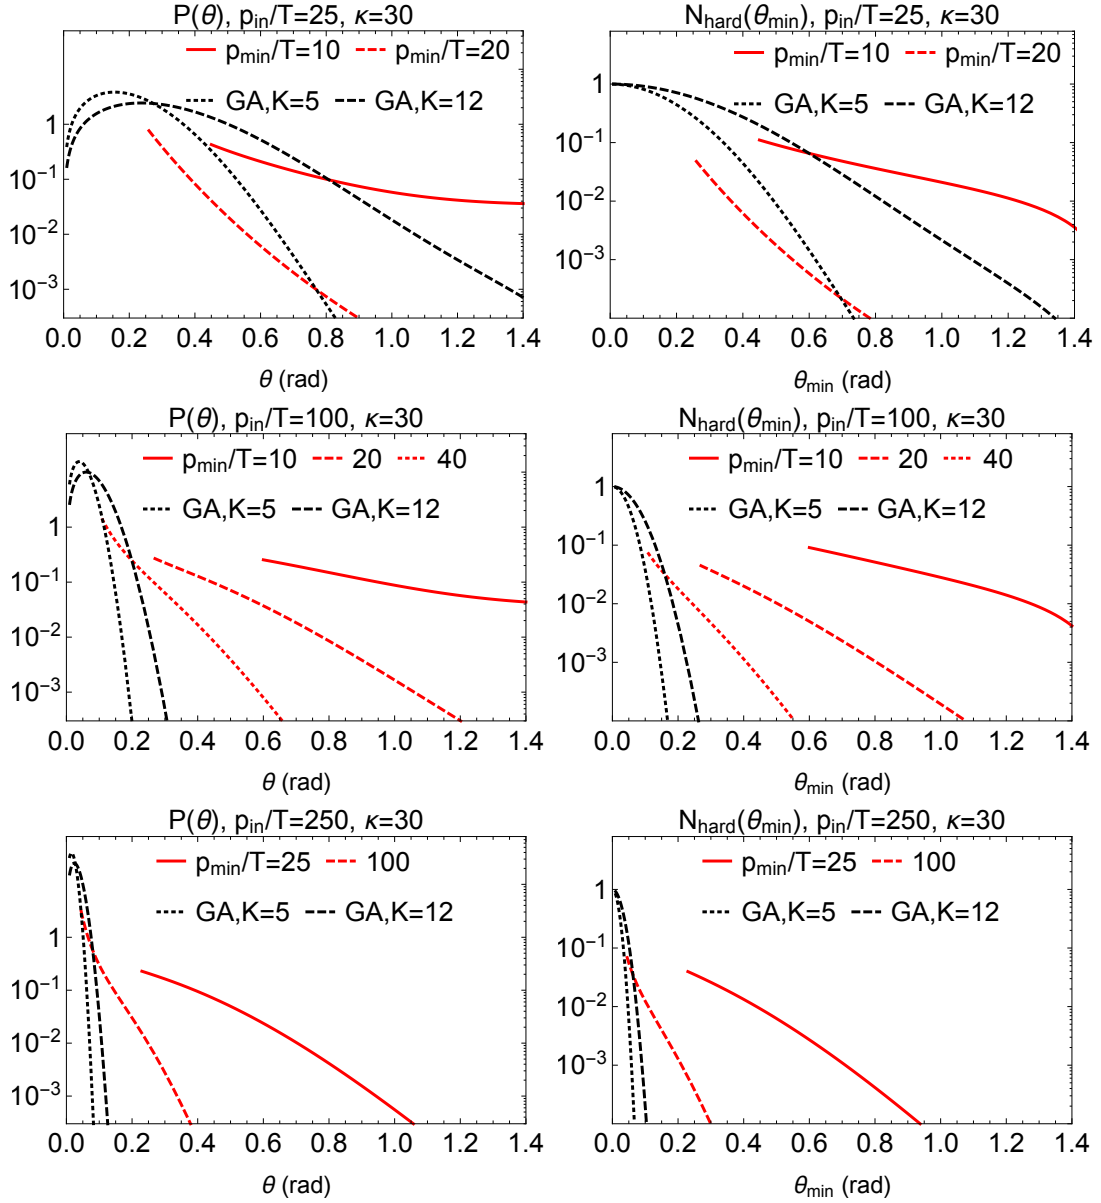 P(θ), p_in/T=25, κ=30
p_min/T=10 p_min/T=20
GA,K=5 GA,K=12
1
10⁻¹
10⁻²
10⁻³
0.0 0.2 0.4 0.6 0.8 1.0 1.2 1.4
θ (rad)
N_hard(θ_min), p_in/T=25, κ=30
p_min/T=10 p_min/T=20
GA,K=5 GA,K=12
1
10⁻¹
10⁻²
10⁻³
0.0 0.2 0.4 0.6 0.8 1.0 1.2 1.4
θ_min (rad)
P(θ), p_in/T=100, κ=30
p_min/T=10 20 40
GA,K=5 GA,K=12
1
10⁻¹
10⁻²
10⁻³
0.0 0.2 0.4 0.6 0.8 1.0 1.2 1.4
θ (rad)
N_hard(θ_min), p_in/T=100, κ=30
p_min/T=10 20 40
GA,K=5 GA,K=12
1
10⁻¹
10⁻²
10⁻³
0.0 0.2 0.4 0.6 0.8 1.0 1.2 1.4
θ_min (rad)
P(θ), p_in/T=250, κ=30
p_min/T=25 100
GA,K=5 GA,K=12
1
10⁻¹
10⁻²
10⁻³
0.0 0.2 0.4 0.6 0.8 1.0 1.2 1.4
θ (rad)
N_hard(θ_min), p_in/T=250, κ=30
p_min/T=25 100
GA,K=5 GA,K=12
1
10⁻¹
10⁻²
10⁻³
0.0 0.2 0.4 0.6 0.8 1.0 1.2 1.4
θ_min (rad)